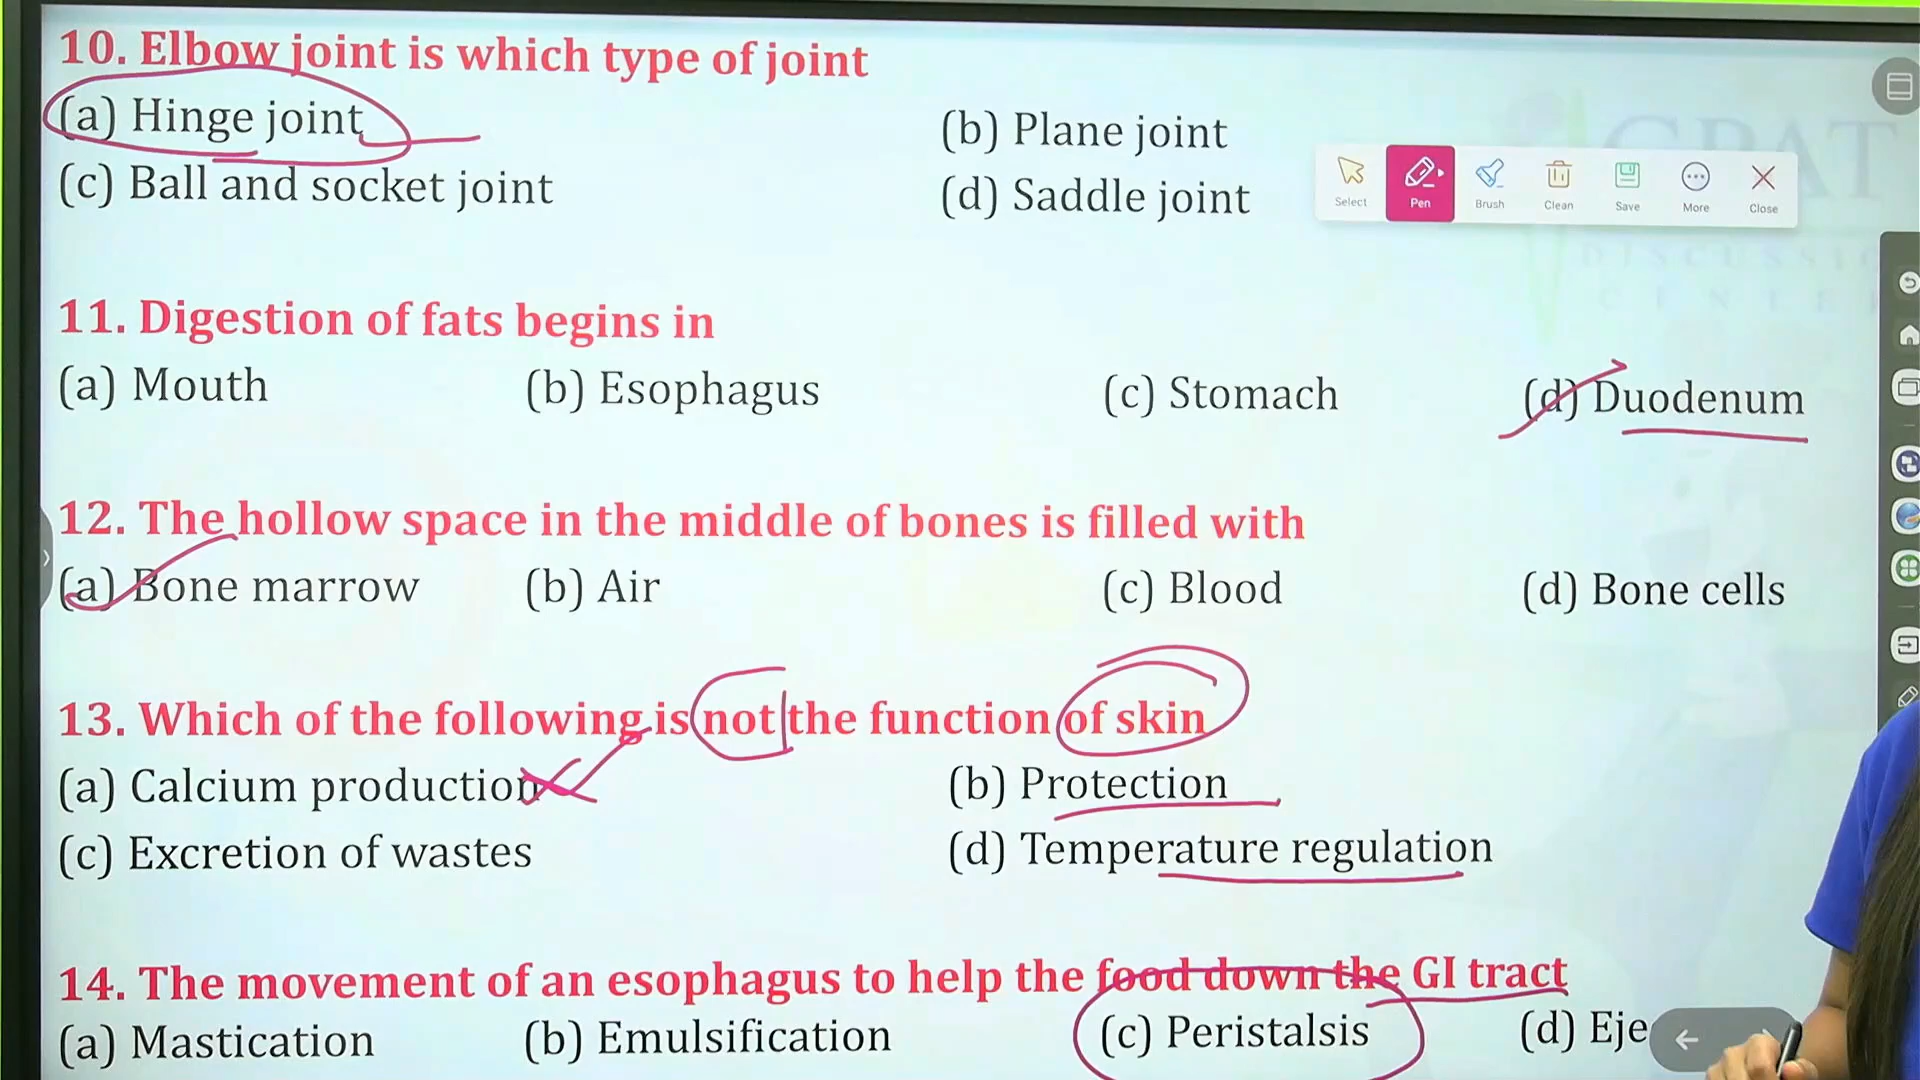 10. Elbow joint is which type of joint
(a) Hinge joint (b) Plane joint
(c) Ball and socket joint (d) Saddle joint
Select Pen Brush Clean Save More Close
GPAT
DISCUSSIO
CENTER
11. Digestion of fats begins in
(a) Mouth (b) Esophagus (c) Stomach (d) Duodenum
12. The hollow space in the middle of bones is filled with
(a) Bone marrow (b) Air (c) Blood (d) Bone cells
13. Which of the following is not the function of skin
(a) Calcium production (b) Protection
(c) Excretion of wastes (d) Temperature regulation
14. The movement of an esophagus to help the food down the GI tract
(a) Mastication (b) Emulsification (c) Peristalsis (d) Eje